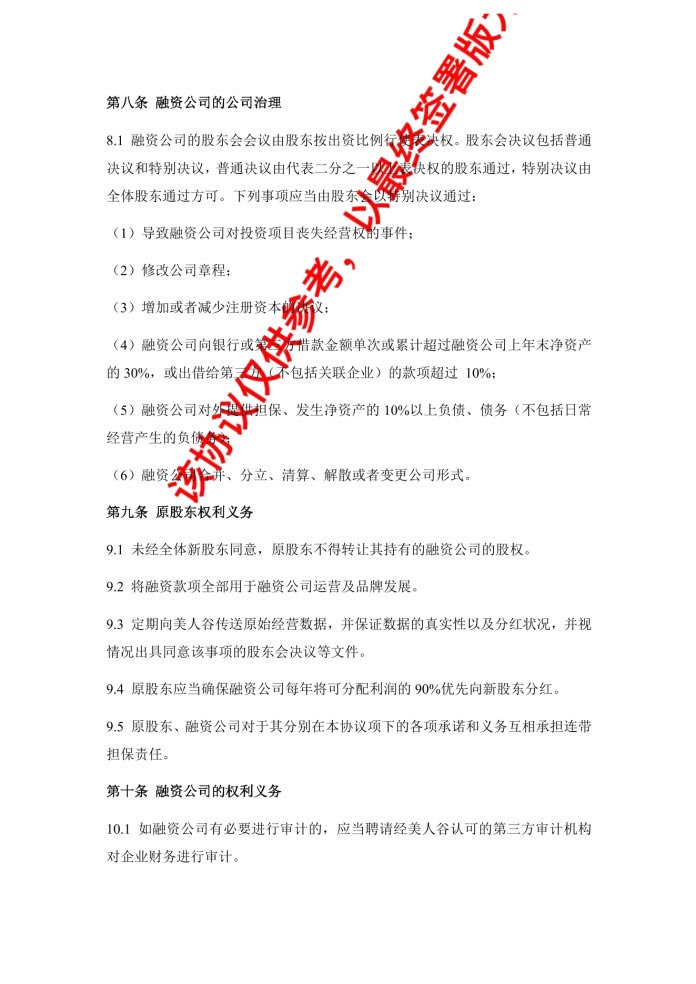 第八条 融资公司的公司治理
8.1 融资公司的股东会会议由股东按出资比例行使表决权。股东会决议包括普通
决议和特别决议，普通决议由代表二分之一以上表决权的股东通过，特别决议由
全体股东通过方可。下列事项应当由股东会以特别决议通过：
（1）导致融资公司对投资项目丧失经营权的事件；
（2）修改公司章程；
（3）增加或者减少注册资本的决议；
（4）融资公司向银行或第三方借款金额单次或累计超过融资公司上年末净资产
的 30%，或出借给第三方（不包括关联企业）的款项超过 10%；
（5）融资公司对外提供担保、发生净资产的 10%以上负债、债务（不包括日常
经营产生的负债务）；
（6）融资公司合并、分立、清算、解散或者变更公司形式。
第九条 原股东权利义务
9.1 未经全体新股东同意，原股东不得转让其持有的融资公司的股权。
9.2 将融资款项全部用于融资公司运营及品牌发展。
9.3 定期向美人谷传送原始经营数据，并保证数据的真实性以及分红状况，并视
情况出具同意该事项的股东会决议等文件。
9.4 原股东应当确保融资公司每年将可分配利润的 90%优先向新股东分红。
9.5 原股东、融资公司对于其分别在本协议项下的各项承诺和义务互相承担连带
担保责任。
第十条 融资公司的权利义务
10.1 如融资公司有必要进行审计的，应当聘请经美人谷认可的第三方审计机构
对企业财务进行审计。
该协议仅供参考，以最终签署版